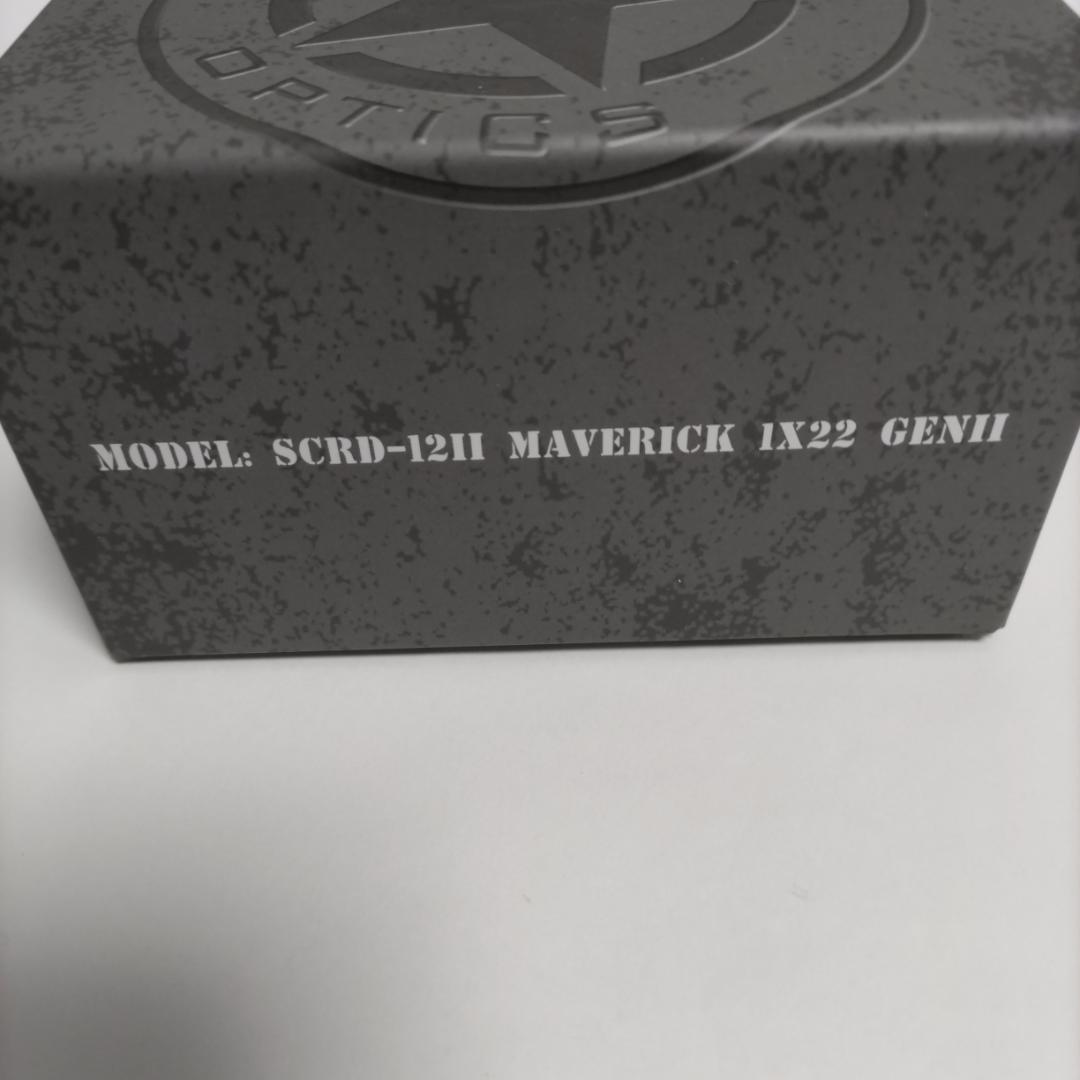 OPTICS
MODEL: SCRD-12II MAVERICK 1X22 GENII